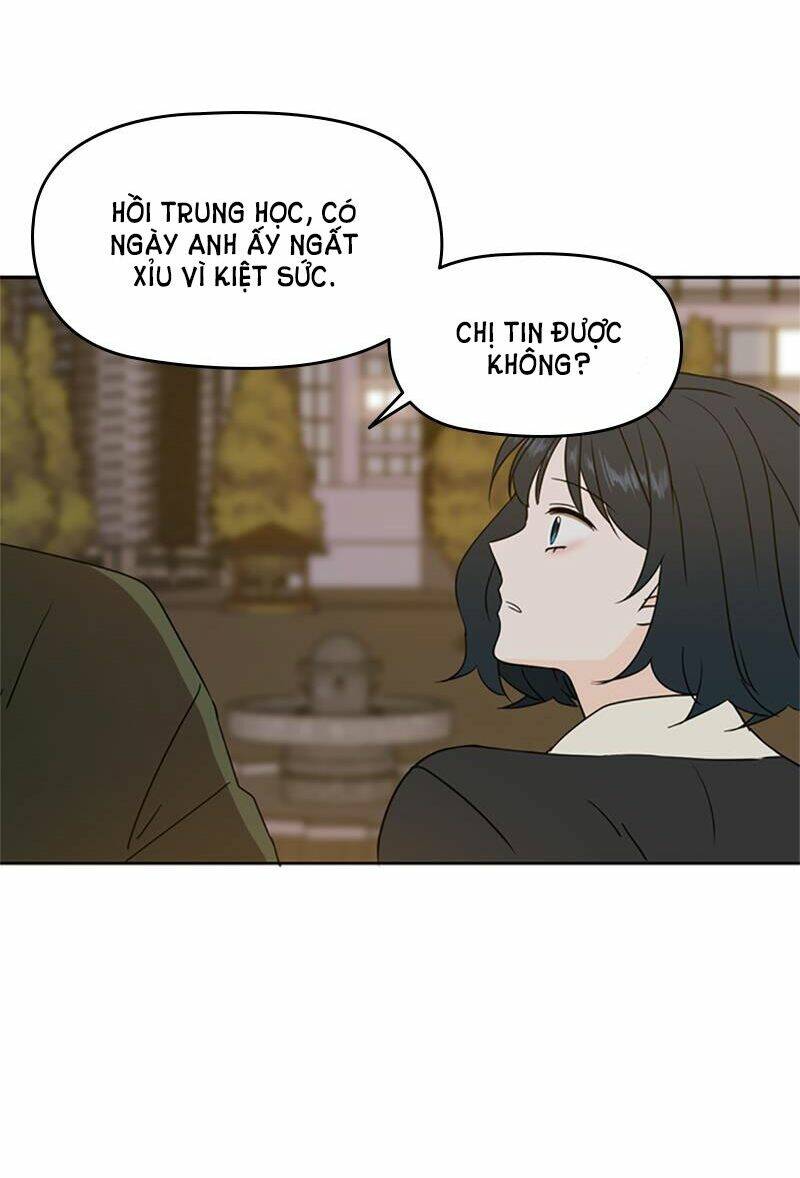 HỒI TRUNG HỌC, CÓ
NGÀY ANH ẤY NGẤT
XỈU VÌ KIỆT SỨC.
CHỊ TIN ĐƯỢC
KHÔNG?